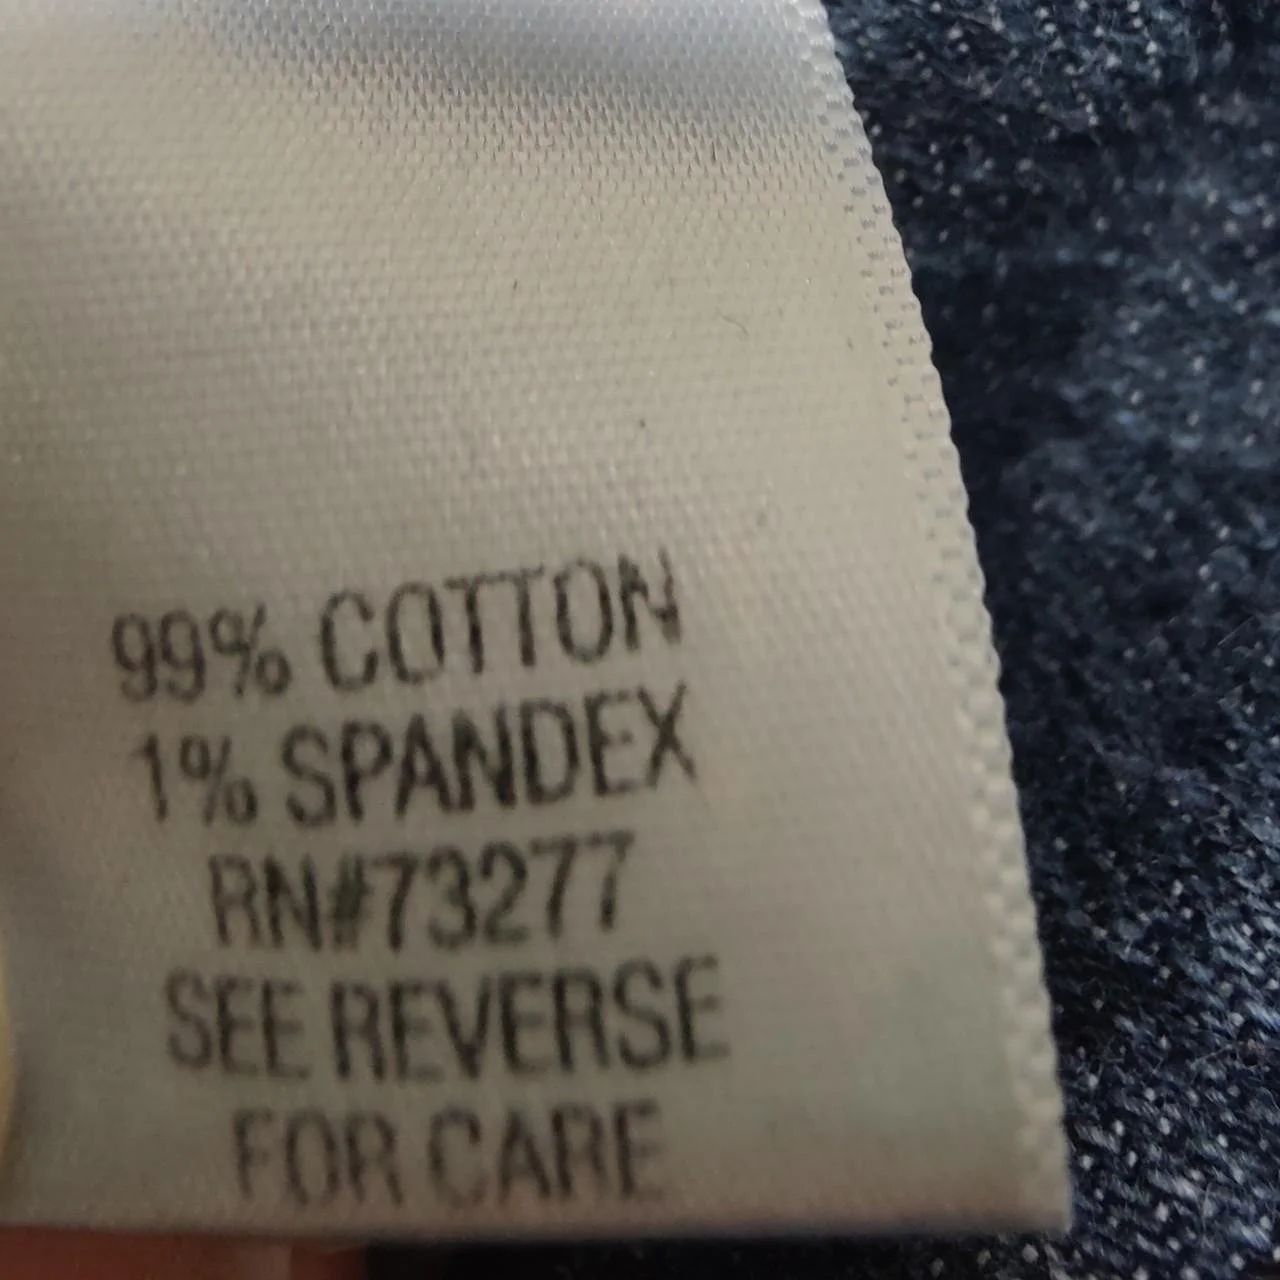 99% COTTON
1% SPANDEX
RN#73277
SEE REVERSE
FOR CARE